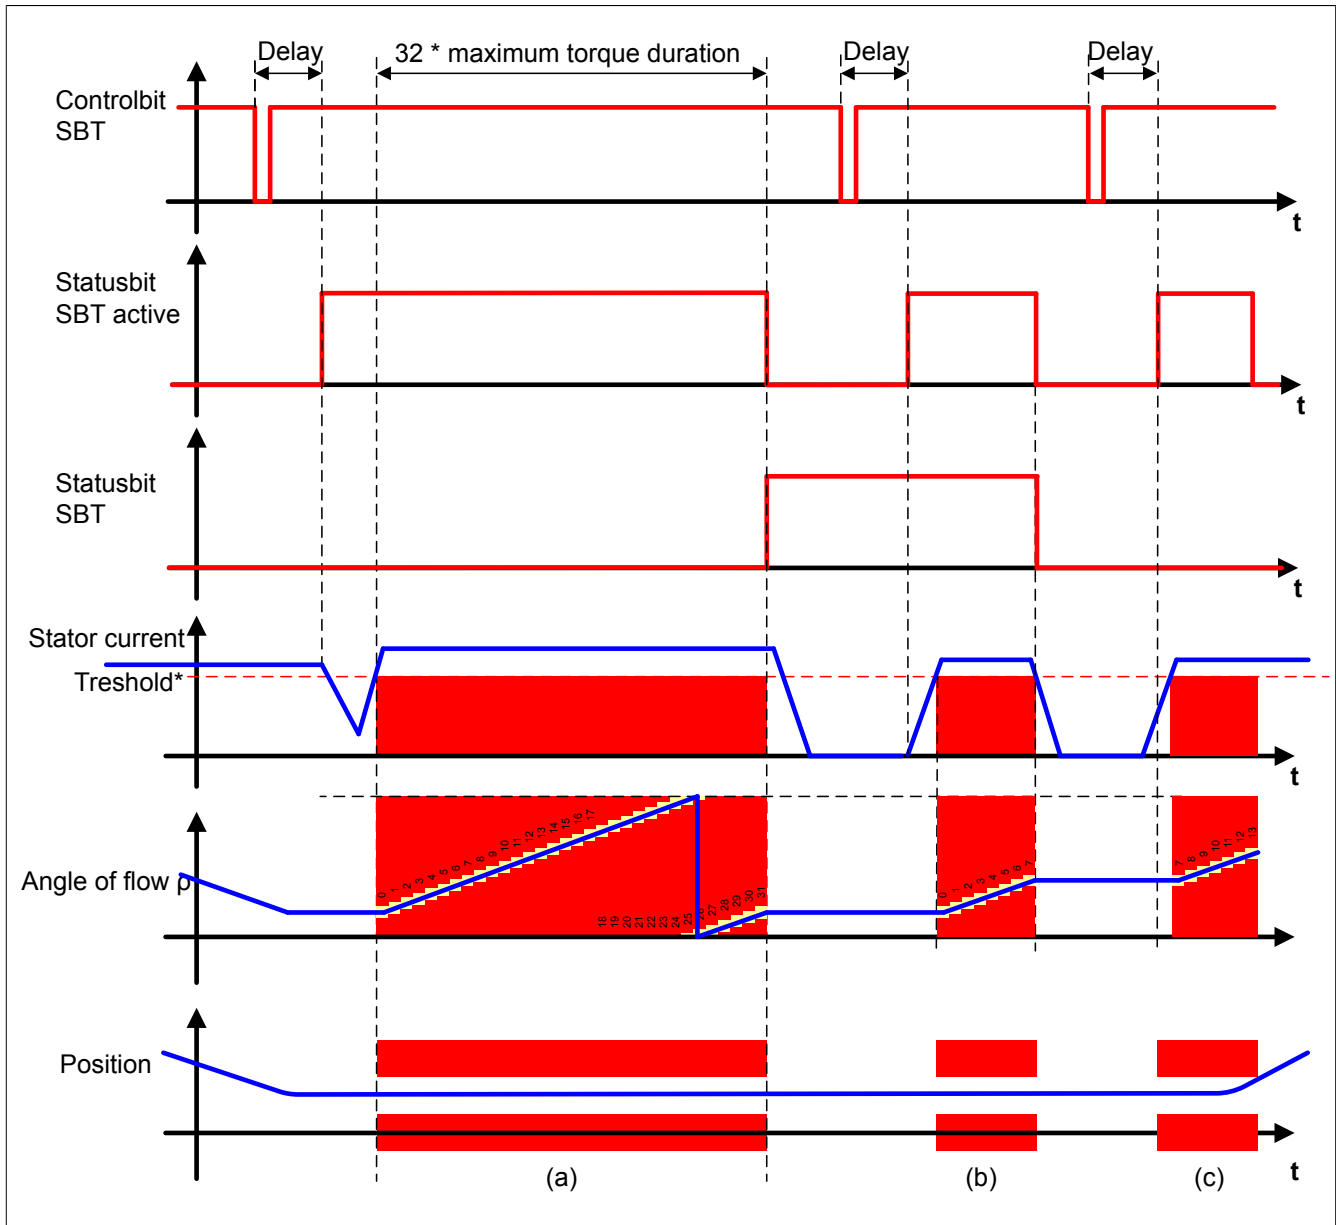 Delay
32 * maximum torque duration
Delay
Delay
Controlbit
SBT
t
Statusbit
SBT active
t
Statusbit
SBT
t
Stator current
Treshold*
t
0
1
2
3
4
5
6
7
8
9
10
11
12
13
14
15
16
17
18
19
20
21
22
23
24
25
26
27
28
29
30
31
0
1
2
3
4
5
6
7
7
8
9
10
11
12
13
Angle of flow ρ
Position
t
(a)
(b)
(c)